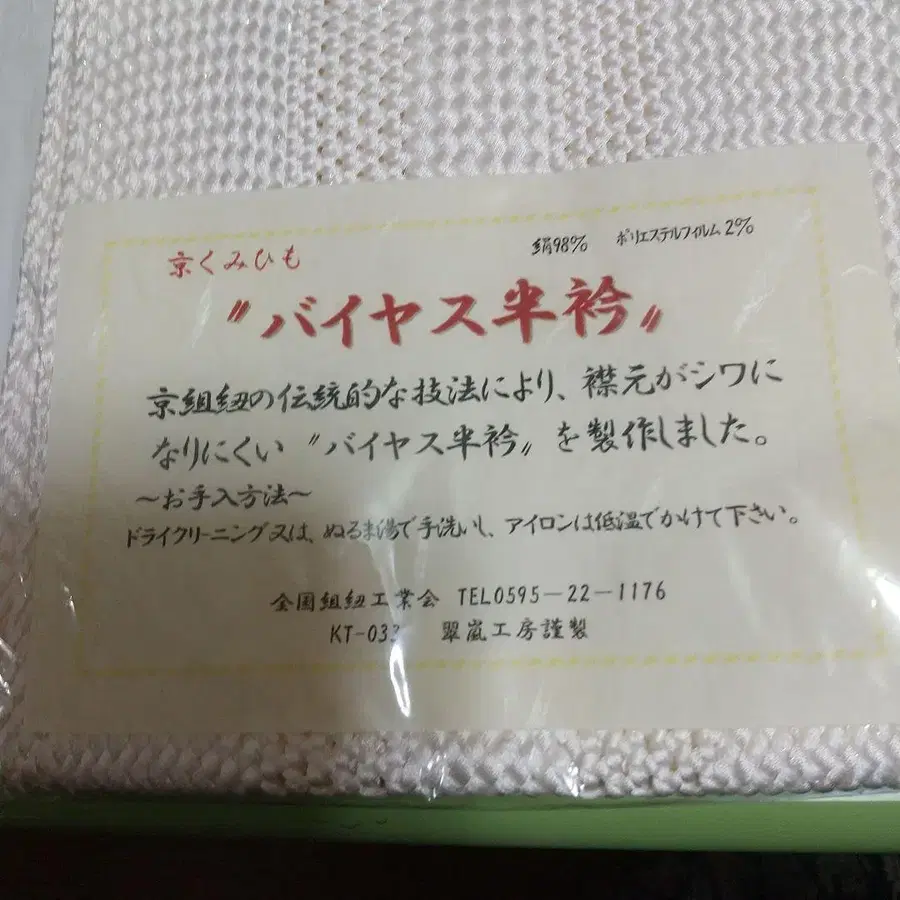 京くみひも
絹98% ポリエステルフィルム2%
〃バイヤス半衿〃
京組紐の伝統的な技法により、襟元がシワに
なりにくい〃バイヤス半衿〃を製作しました。
～お手入方法～
ドライクリーニング又は、ぬるま湯で手洗いし、アイロンは低温でかけて下さい。
全国組紐工業会 TEL0595-22-1176
翠嵐工房謹製